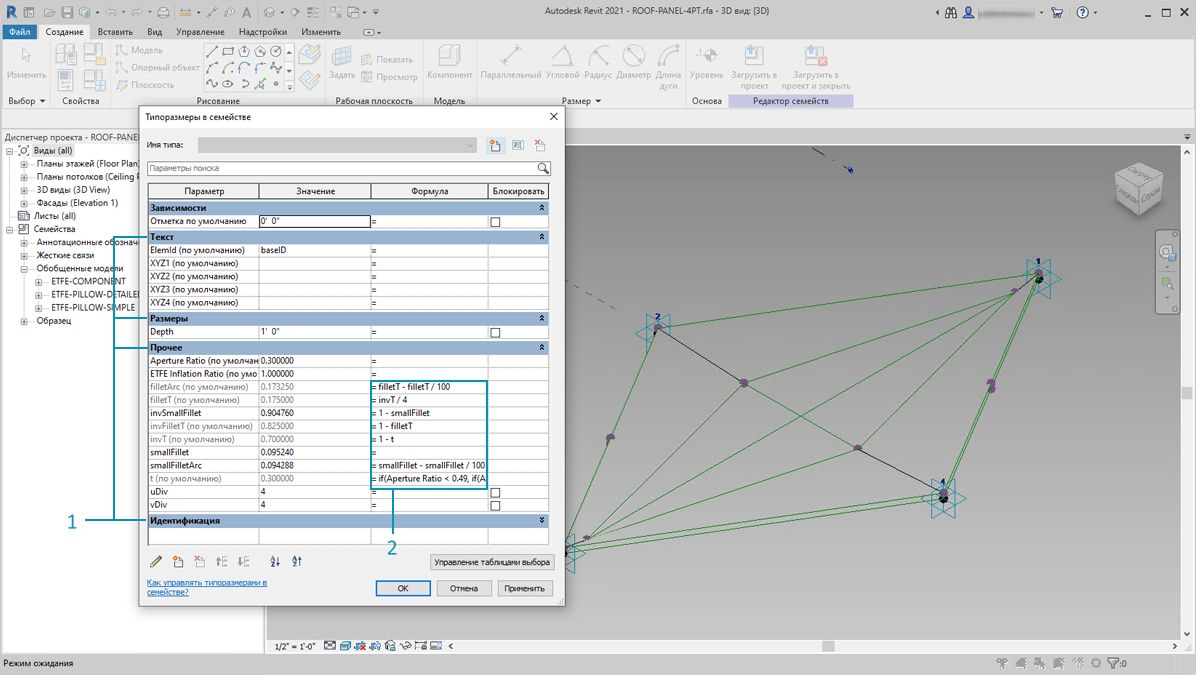 Autodesk Revit 2021 - ROOF-PANEL-4PT.rfa - 3D вид: {3D}
Файл Создание Вставить Вид Управление Надстройки Изменить
Изменить
Модель
Опорный объект
Плоскость
Задать
Показать
Просмотр
Компонент
Параллельный Угловой Радиус Диаметр Длина дуги
Уровень
Загрузить в проект
Загрузить в проект и закрыть
Выбор Свойства Рисование Рабочая плоскость Модель Размер Основа Редактор семейств
Диспетчер проекта - ROOF-PANE
Виды (all)
Планы этажей (Floor Plan)
Планы потолков (Ceiling P
3D виды (3D View)
Фасады (Elevation 1)
Листы (all)
Семейства
Аннотационные обознач
Жесткие связи
Обобщенные модели
ETFE-COMPONENT
ETFE-PILLOW-DETAILED
ETFE-PILLOW-SIMPLE
Образец
Типоразмеры в семействе
Имя типа:
Параметры поиска
Параметр Значение Формула Блокировать
Зависимости
Отметка по умолчанию 0' 0" =
Текст
ElemId (по умолчанию) baseID =
XYZ1 (по умолчанию) =
XYZ2 (по умолчанию) =
XYZ3 (по умолчанию) =
XYZ4 (по умолчанию) =
Размеры
Depth 1' 0" =
Прочее
Aperture Ratio (по умолчан 0.300000 =
ETFE Inflation Ratio (по умо 1.000000 =
filletArc (по умолчанию) 0.173250 = filletT - filletT / 100
filletT (по умолчанию) 0.175000 = invT / 4
invSmallFillet 0.904760 = 1 - smallFillet
invFilletT (по умолчанию) 0.825000 = 1 - filletT
invT (по умолчанию) 0.700000 = 1 - t
smallFillet 0.095240 =
smallFilletArc 0.094288 = smallFillet - smallFillet / 100
t (по умолчанию) 0.300000 = if(Aperture Ratio < 0.49, if(A
uDiv 4 =
vDiv 4 =
Идентификация
1
2
Управление таблицами выбора
Как управлять типоразмерами в
семействе?
ОК Отмена Применить
1
2
4
1/2" = 1'-0"
Режим ожидания
:0